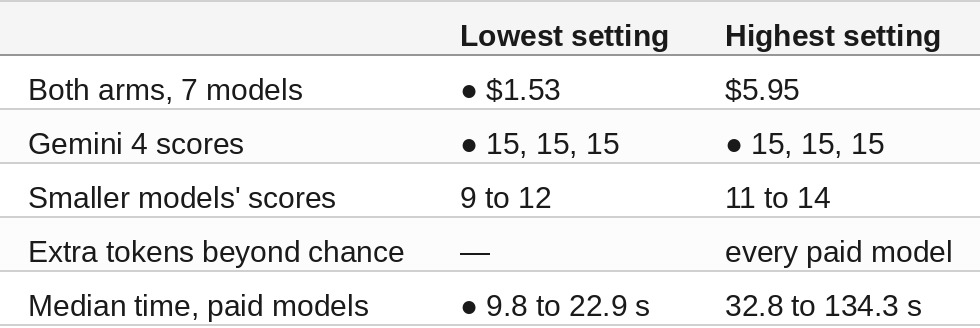 Lowest setting Highest setting
Both arms, 7 models ● $1.53 $5.95
Gemini 4 scores ● 15, 15, 15 ● 15, 15, 15
Smaller models' scores 9 to 12 11 to 14
Extra tokens beyond chance — every paid model
Median time, paid models ● 9.8 to 22.9 s 32.8 to 134.3 s